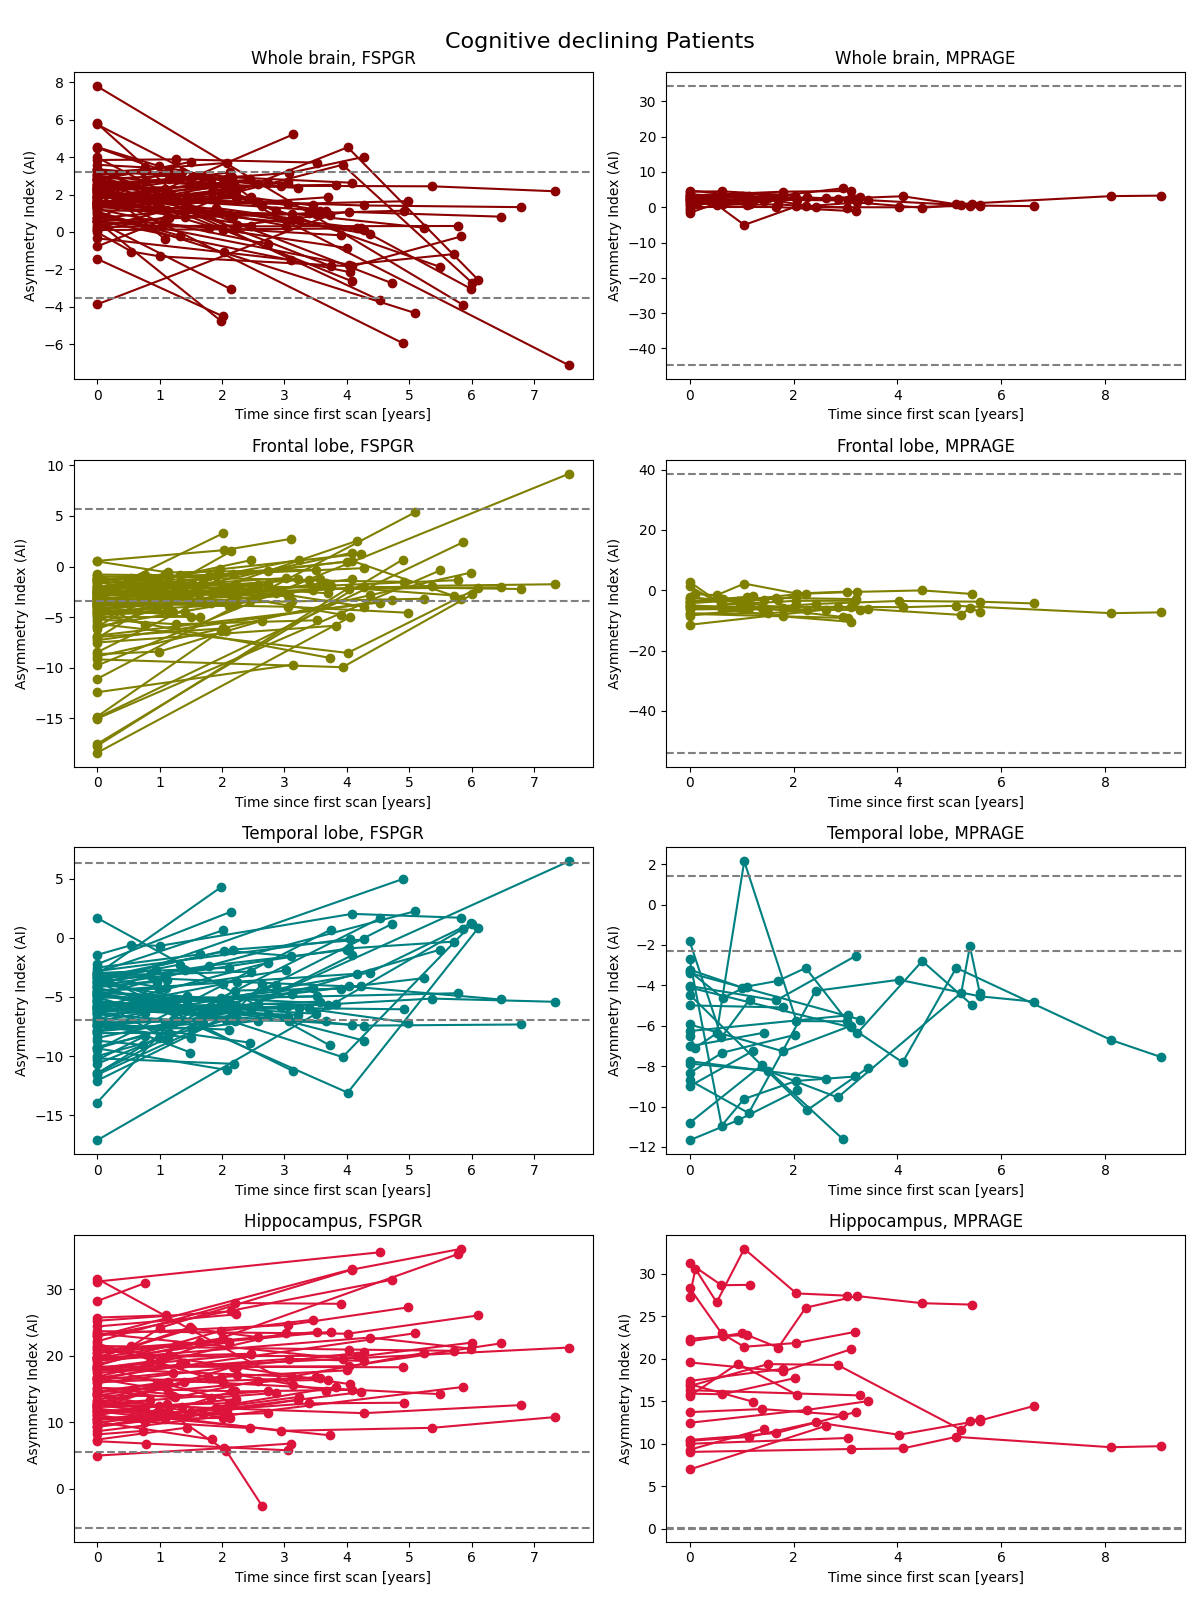 Cognitive declining Patients
Whole brain, FSPGR
8
6
4
2
0
−2
−4
−6
Asymmetry Index (AI)
0 1 2 3 4 5 6 7
Time since first scan [years]
Whole brain, MPRAGE
30
20
10
0
−10
−20
−30
−40
Asymmetry Index (AI)
0 2 4 6 8
Time since first scan [years]
Frontal lobe, FSPGR
10
5
0
−5
−10
−15
Asymmetry Index (AI)
0 1 2 3 4 5 6 7
Time since first scan [years]
Frontal lobe, MPRAGE
40
20
0
−20
−40
Asymmetry Index (AI)
0 2 4 6 8
Time since first scan [years]
Temporal lobe, FSPGR
5
0
−5
−10
−15
Asymmetry Index (AI)
0 1 2 3 4 5 6 7
Time since first scan [years]
Temporal lobe, MPRAGE
2
0
−2
−4
−6
−8
−10
−12
Asymmetry Index (AI)
0 2 4 6 8
Time since first scan [years]
Hippocampus, FSPGR
30
20
10
0
Asymmetry Index (AI)
0 1 2 3 4 5 6 7
Time since first scan [years]
Hippocampus, MPRAGE
30
25
20
15
10
5
0
Asymmetry Index (AI)
0 2 4 6 8
Time since first scan [years]